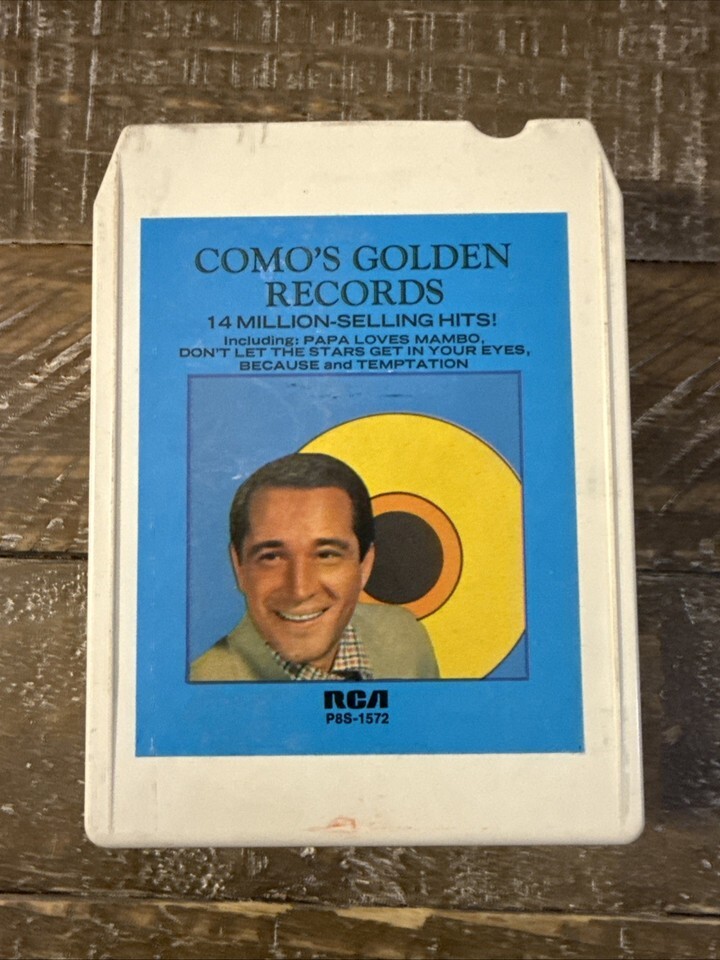 COMO'S GOLDEN
RECORDS
14 MILLION-SELLING HITS!
Including: PAPA LOVES MAMBO,
DON'T LET THE STARS GET IN YOUR EYES,
BECAUSE and TEMPTATION
RCA
P8S-1572